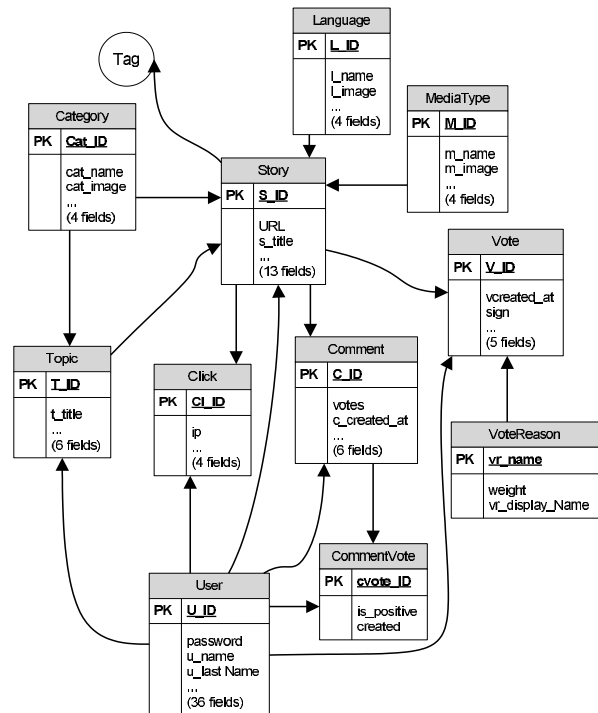 Language
PK L_ID
l_name
l_image
...
(4 fields)
Tag
Category
PK Cat_ID
cat_name
cat_image
...
(4 fields)
MediaType
PK M_ID
m_name
m_image
...
(4 fields)
Story
PK S_ID
URL
s_title
...
(13 fields)
Vote
PK V_ID
vcreated_at
sign
...
(5 fields)
Topic
PK T_ID
t_title
...
(6 fields)
Click
PK Cl_ID
ip
...
(4 fields)
Comment
PK C_ID
votes
c_created_at
...
(6 fields)
VoteReason
PK vr_name
weight
vr_display_Name
CommentVote
PK cvote_ID
is_positive
created
User
PK U_ID
password
u_name
u_last Name
...
(36 fields)